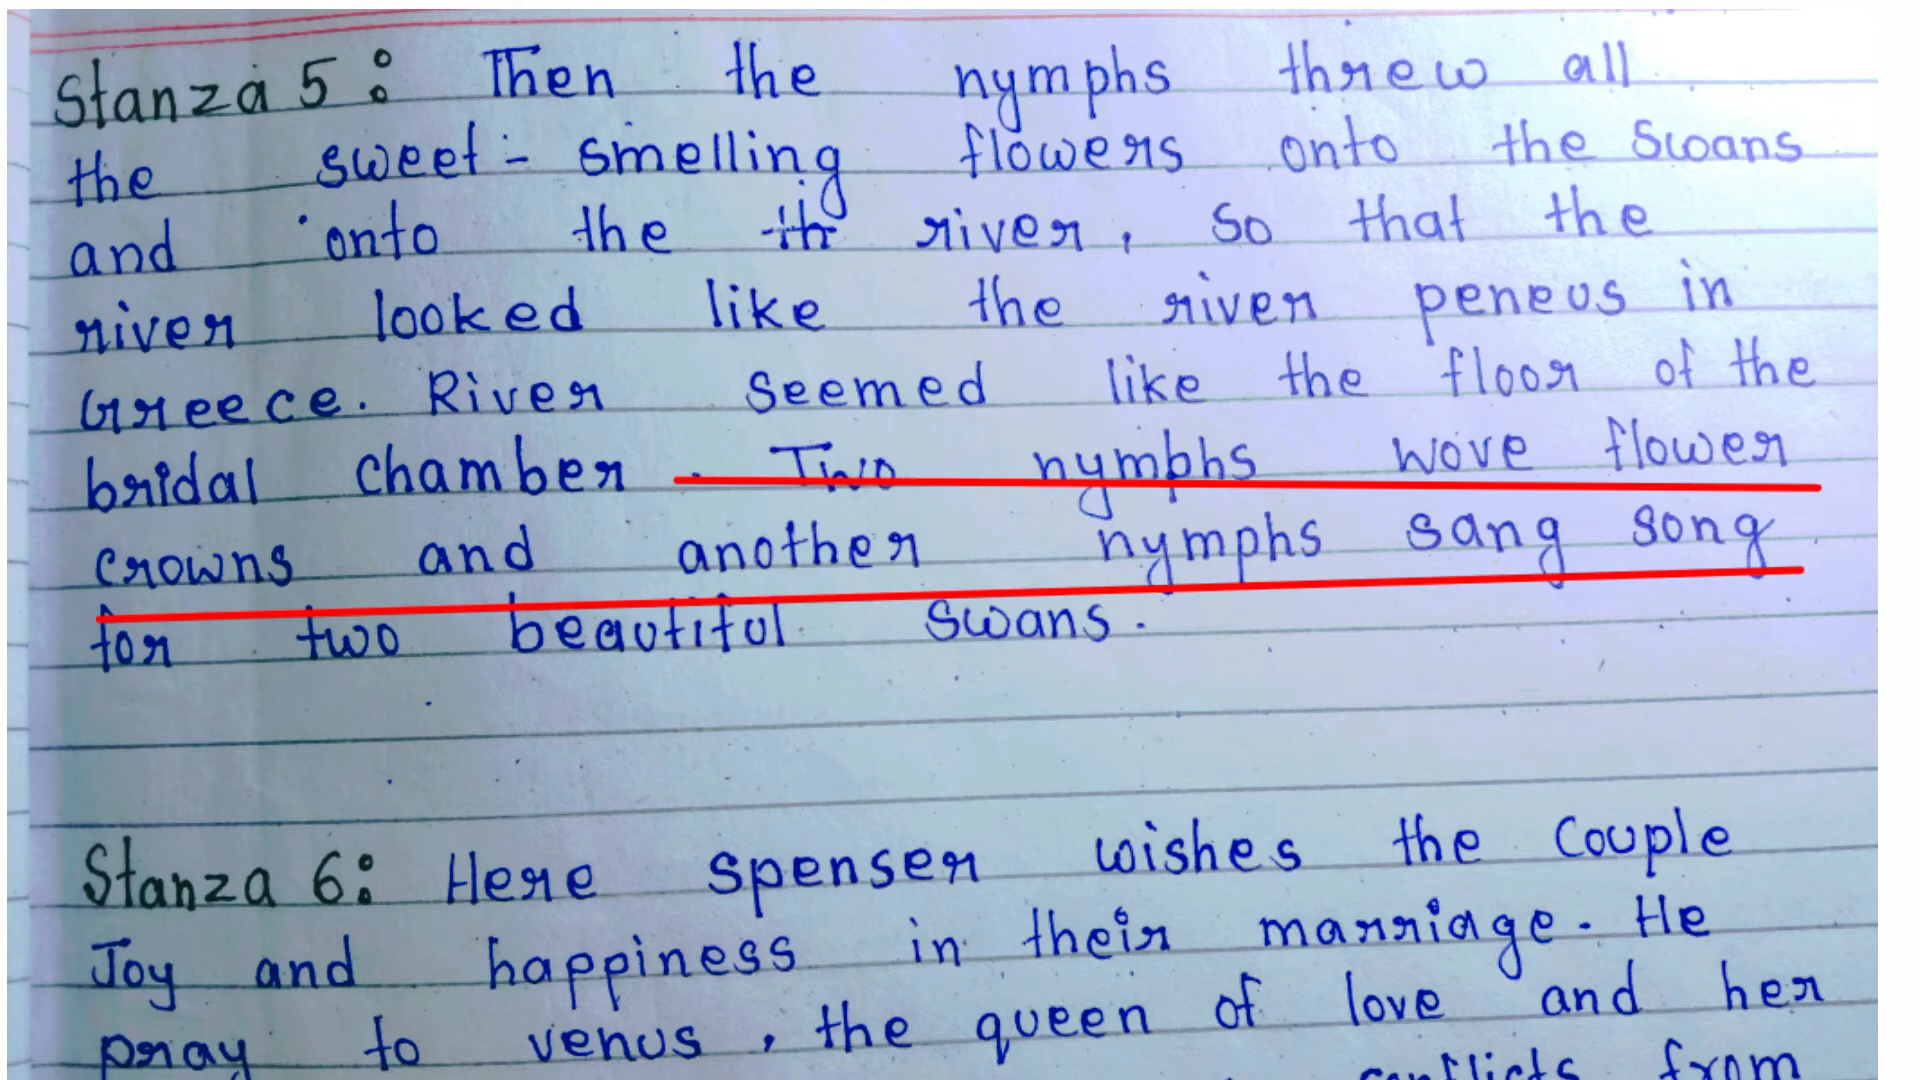 Stanza 5: Then the nymphs threw all
the sweet-smelling flowers onto the Swans
and onto the th river, so that the
river looked like the river peneus in
Greece. River seemed like the floor of the
bridal chamber. Two nymphs wove flower
crowns and another nymphs sang song
for two beautiful swans.
Stanza 6: Here spenser wishes the Couple
Joy and happiness in their marriage. He
pray to venus, the queen of love and her
conflicts from